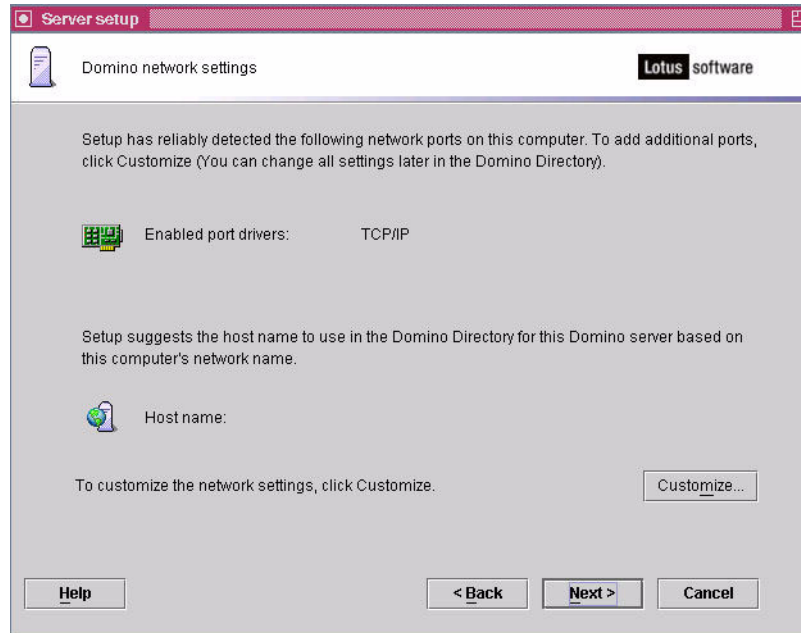 Server setup
Domino network settings
Lotus software
Setup has reliably detected the following network ports on this computer. To add additional ports,
click Customize (You can change all settings later in the Domino Directory).
Enabled port drivers: TCP/IP
Setup suggests the host name to use in the Domino Directory for this Domino server based on
this computer's network name.
Host name:
To customize the network settings, click Customize.
Customize...
Help
< Back
Next >
Cancel